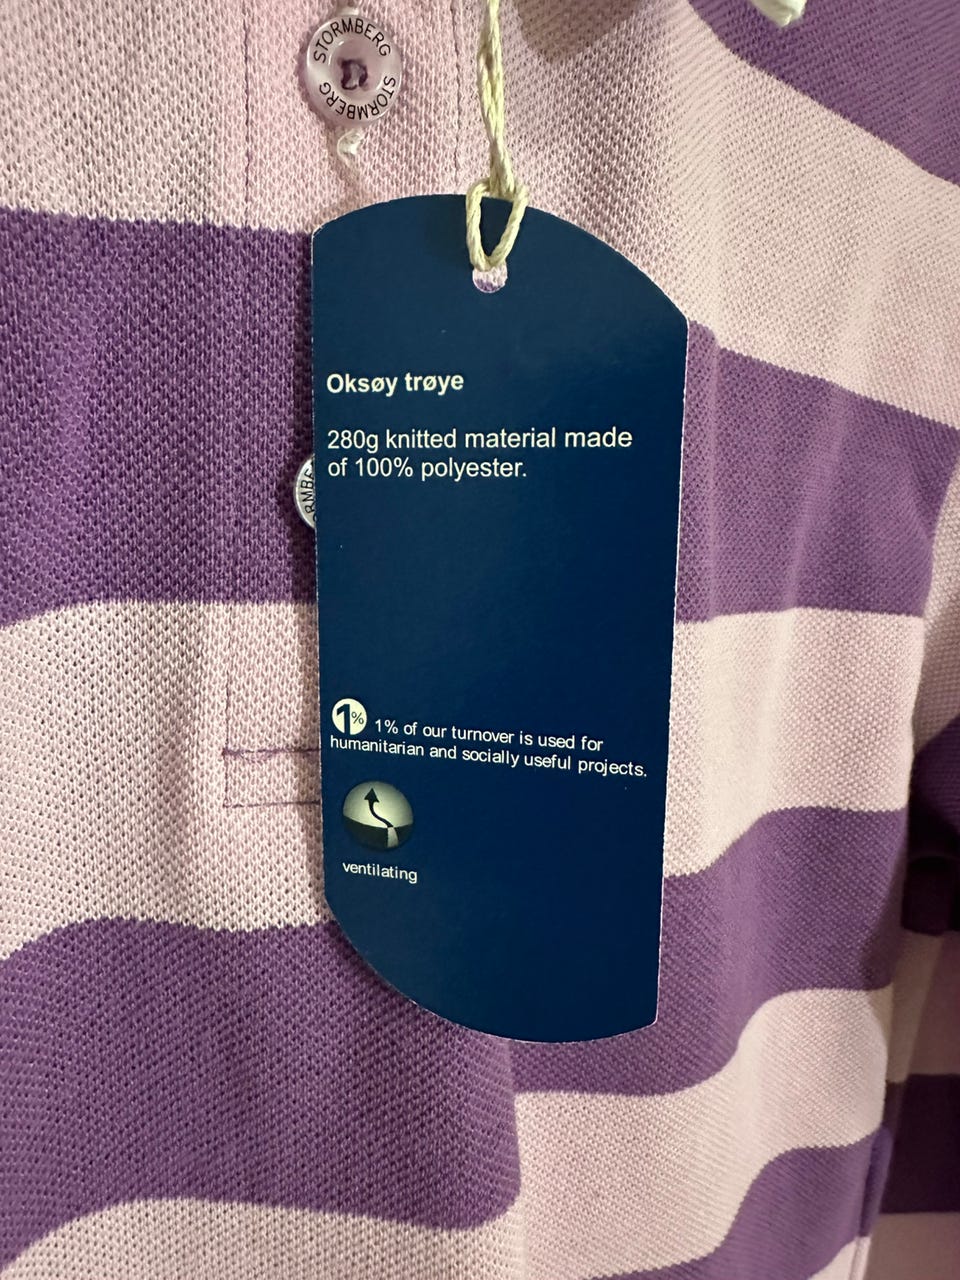 STORMBERG STORMBERG
Oksøy trøye
280g knitted material made
of 100% polyester.
1% 1% of our turnover is used for
humanitarian and socially useful projects.
ventilating